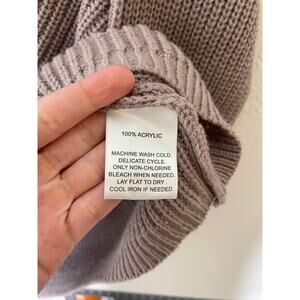 100% ACRYLIC
MACHINE WASH COLD.
DELICATE CYCLE.
ONLY NON-CHLORINE
BLEACH WHEN NEEDED.
LAY FLAT TO DRY.
COOL IRON IF NEEDED.